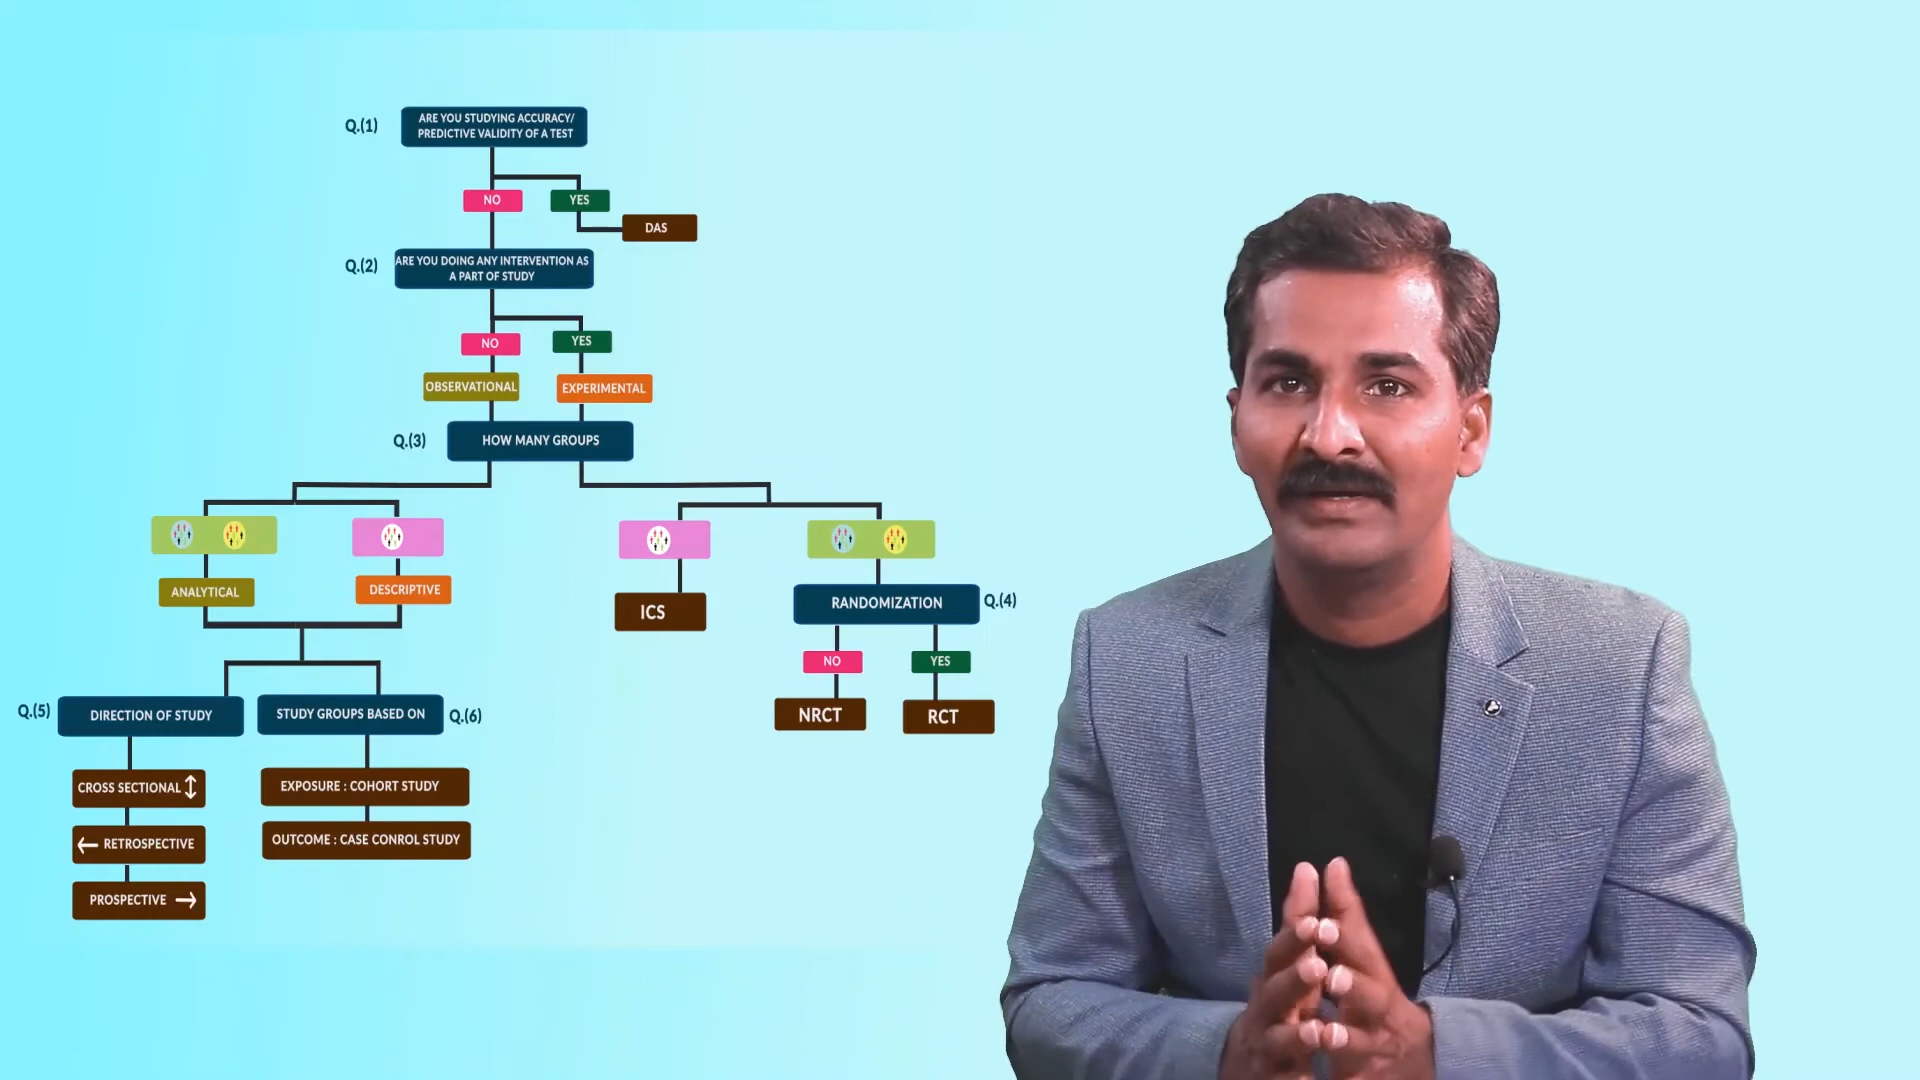 Q.(1)
ARE YOU STUDYING ACCURACY/
PREDICTIVE VALIDITY OF A TEST
NO
YES
DAS
Q.(2)
ARE YOU DOING ANY INTERVENTION AS
A PART OF STUDY
NO
YES
OBSERVATIONAL
EXPERIMENTAL
Q.(3)
HOW MANY GROUPS
ANALYTICAL
DESCRIPTIVE
ICS
RANDOMIZATION
Q.(4)
NO
YES
NRCT
RCT
Q.(5)
DIRECTION OF STUDY
STUDY GROUPS BASED ON
Q.(6)
CROSS SECTIONAL
RETROSPECTIVE
PROSPECTIVE
EXPOSURE : COHORT STUDY
OUTCOME : CASE CONROL STUDY